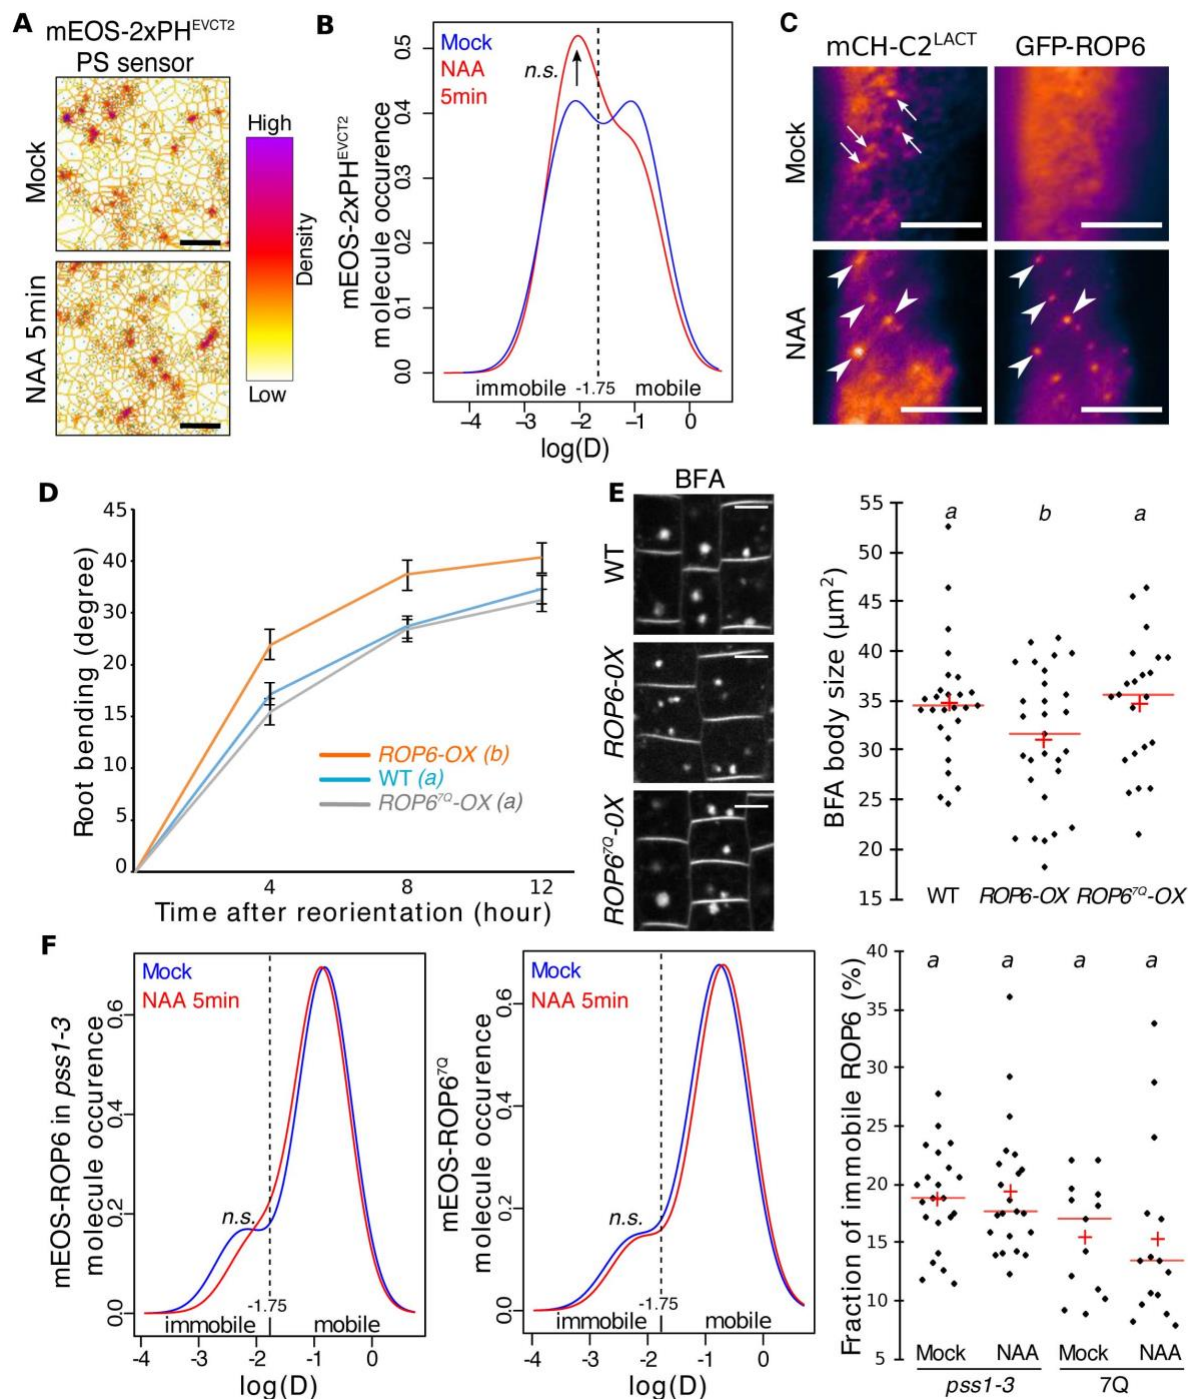 A
mEOS-2xPH^EVCT2
PS sensor
Mock
NAA 5min
High
Density
Low
B
Mock
NAA
5min
n.s.
mEOS-2xPH^EVCT2
molecule occurence
0.5
0.4
0.3
0.2
0.1
0.0
immobile
-1.75
mobile
−4 −3 −2 −1 0
log(D)
C
mCH-C2^LACT
GFP-ROP6
Mock
NAA
D
Root bending (degree)
45
40
30
20
15
10
5
0
ROP6-OX (b)
WT (a)
ROP6^7Q-OX (a)
4 8 12
Time after reorientation (hour)
E
BFA
WT
ROP6-OX
ROP6^7Q-OX
BFA body size (µm²)
55
50
45
40
35
30
25
20
15
a b a
WT ROP6-OX ROP6^7Q-OX
F
Mock
NAA 5min
n.s.
mEOS-ROP6 in pss1-3
molecule occurence
0.6
0.4
0.2
0.0
immobile
-1.75
mobile
−4 −3 −2 −1 0
log(D)
Mock
NAA 5min
n.s.
mEOS-ROP6^7Q
molecule occurence
0.6
0.4
0.2
0.0
immobile
-1.75
mobile
−4 −3 −2 −1 0
log(D)
Fraction of immobile ROP6 (%)
40
35
30
25
20
15
10
5
a a a a
Mock NAA Mock NAA
pss1-3 7Q